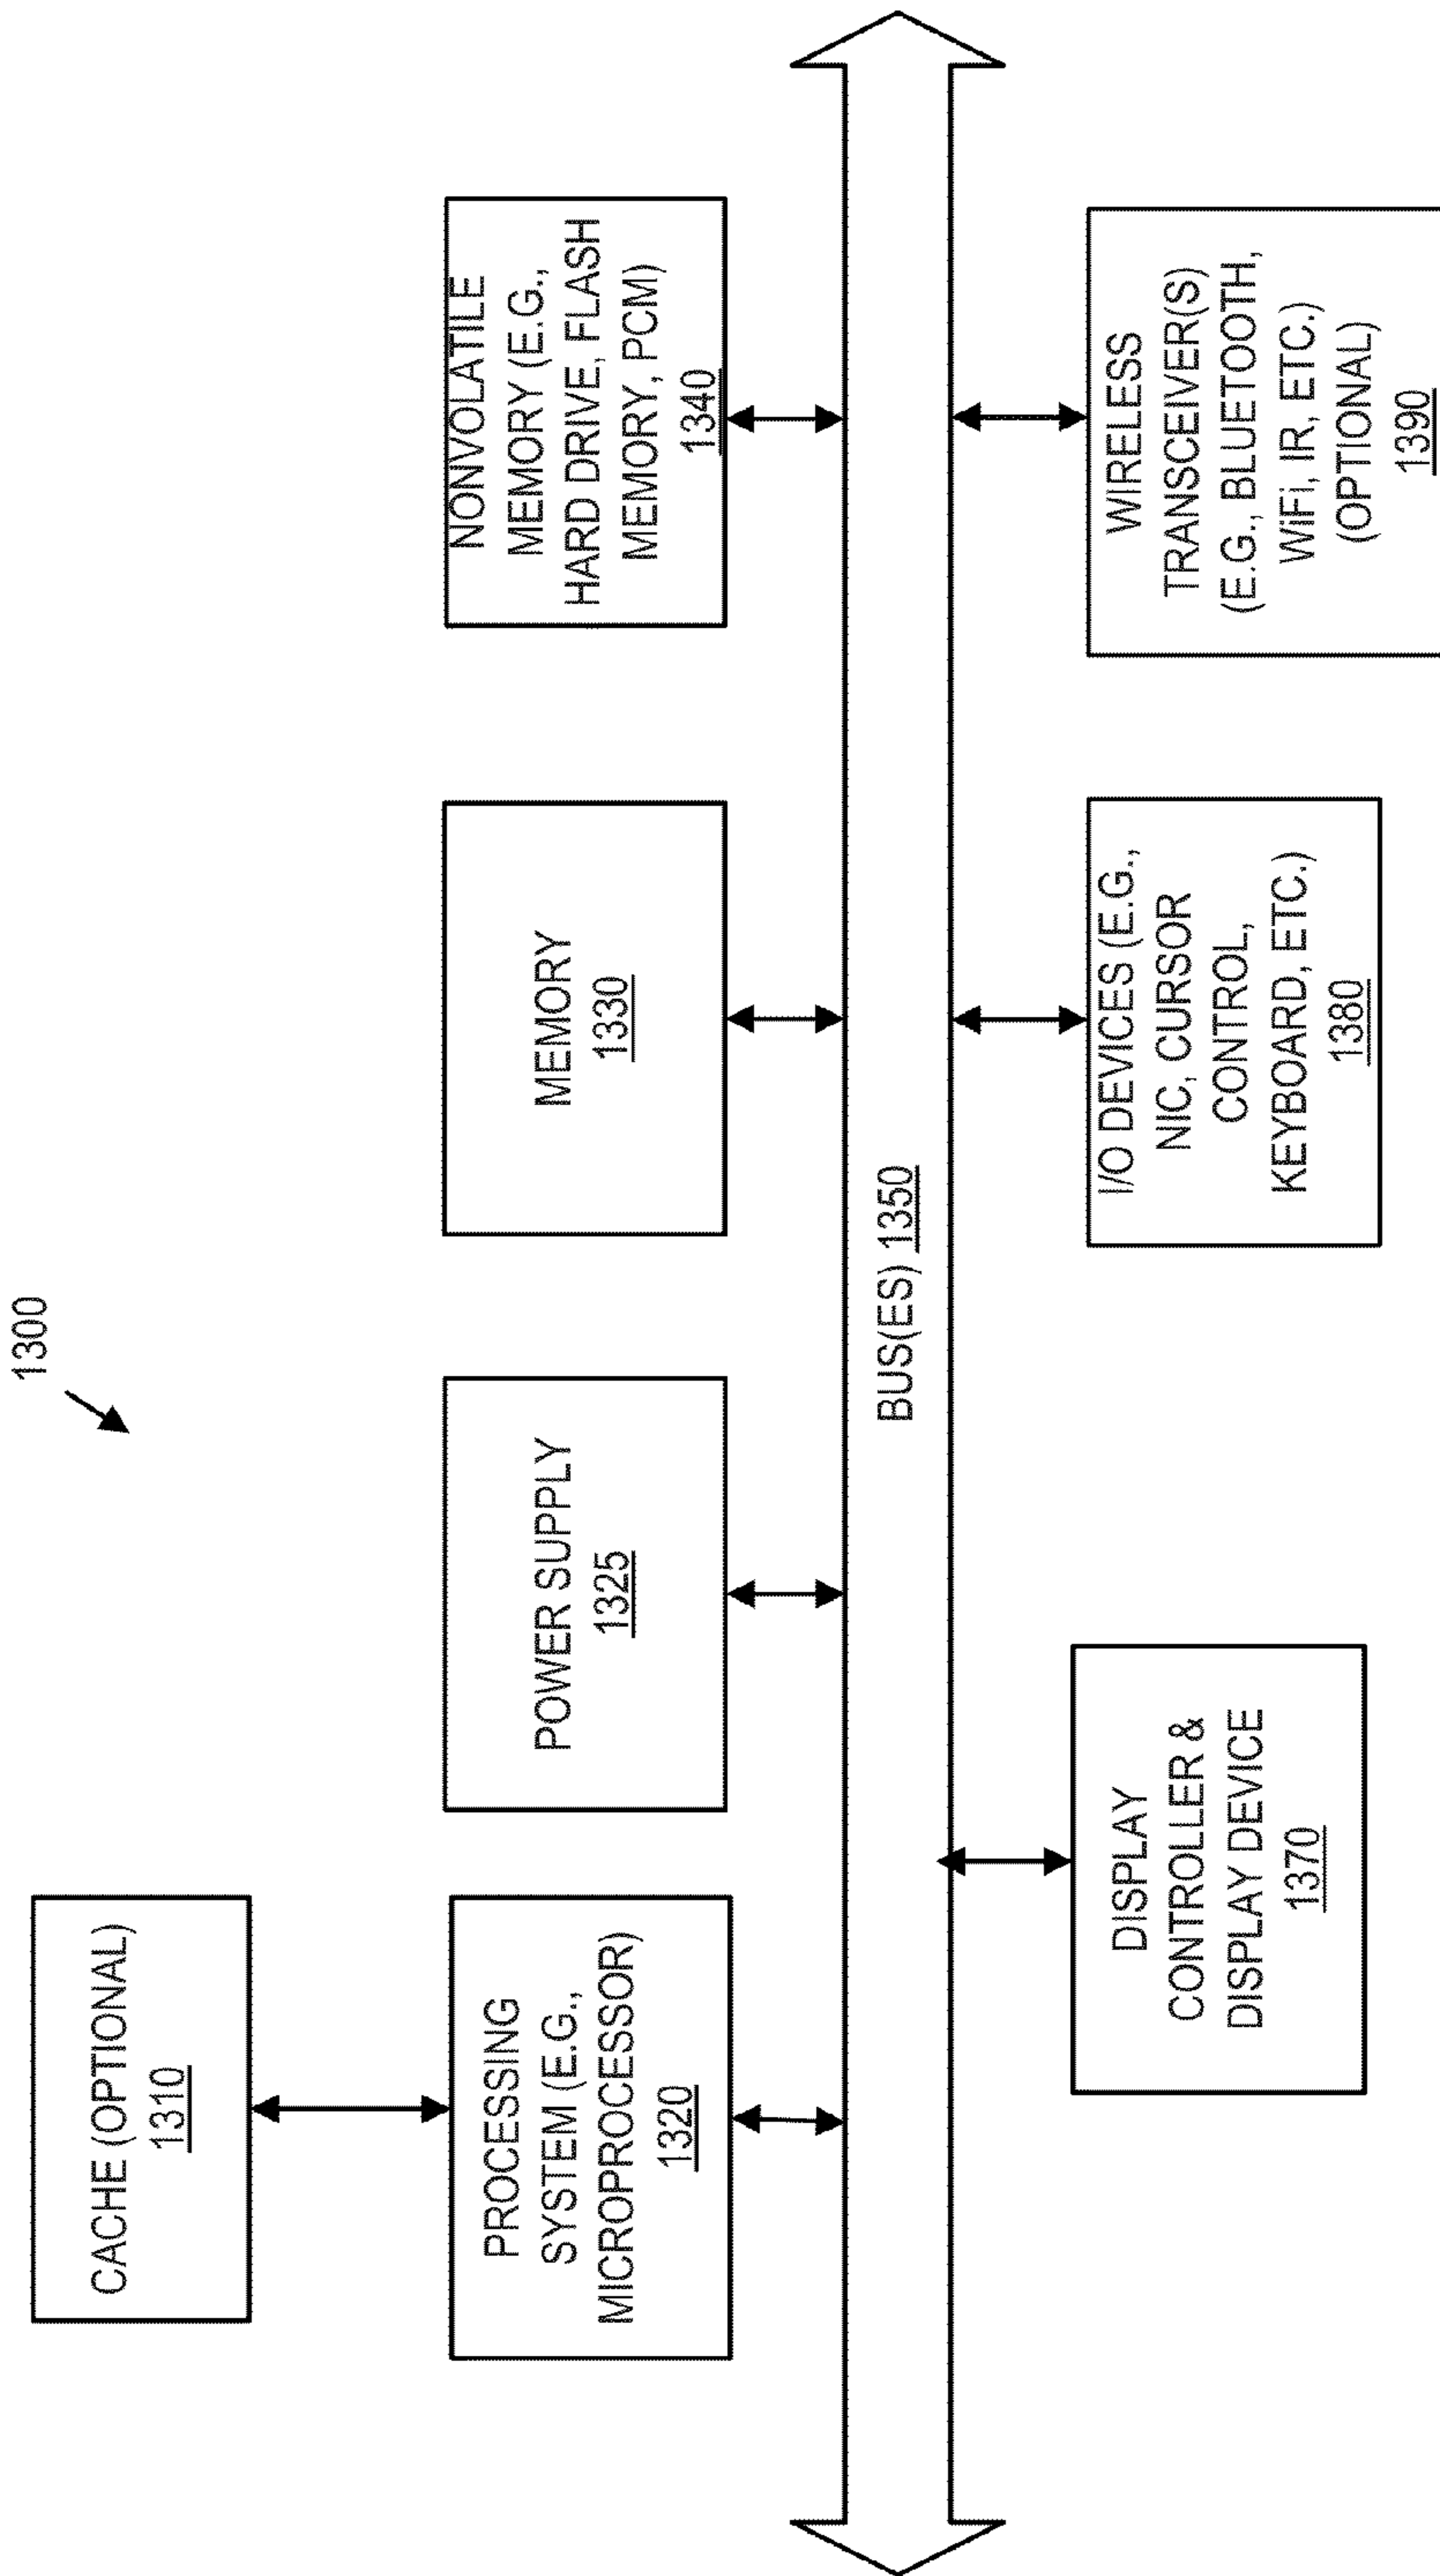 1300
CACHE (OPTIONAL)
1310
PROCESSING
SYSTEM (E.G.,
MICROPROCESSOR)
1320
POWER SUPPLY
1325
MEMORY
1330
NONVOLATILE
MEMORY (E.G.,
HARD DRIVE, FLASH
MEMORY, PCM)
1340
BUS(ES) 1350
DISPLAY
CONTROLLER &
DISPLAY DEVICE
1370
I/O DEVICES (E.G.,
NIC, CURSOR
CONTROL,
KEYBOARD, ETC.)
1380
WIRELESS
TRANSCEIVER(S)
(E.G., BLUETOOTH,
WiFi, IR, ETC.)
(OPTIONAL)
1390